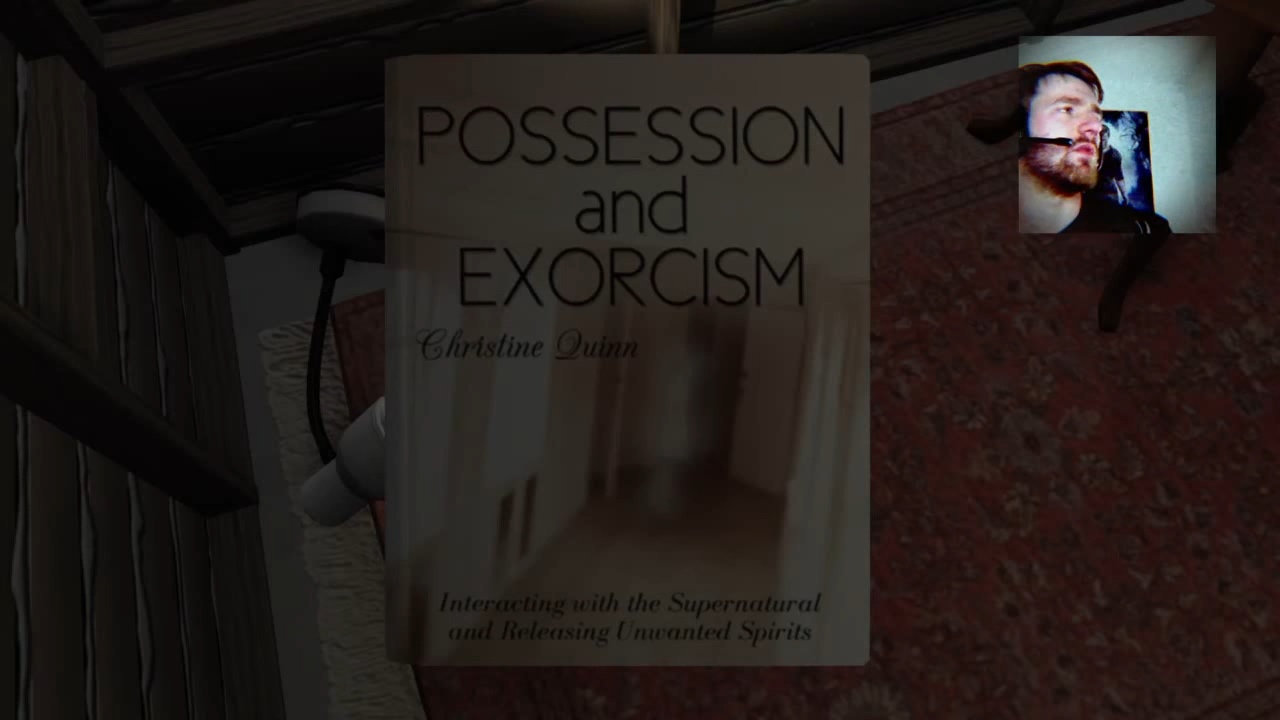 POSSESSION
and
EXORCISM
Christine Quinn
Interacting with the Supernatural
and Releasing Unwanted Spirits